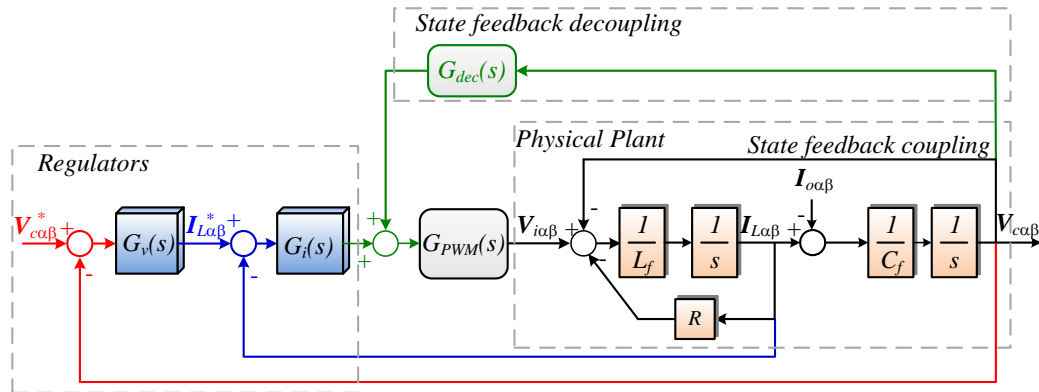 State feedback decoupling
G_dec(s)
Physical Plant
State feedback coupling
Regulators
I_oαβ
V_cαβ^* +
-
G_v(s)
I_Lαβ^* +
-
G_i(s)
+
+
G_PWM(s)
V_iαβ +
-
-
1/L_f
1/s
I_Lαβ
-
+
1/C_f
1/s
V_cαβ
R